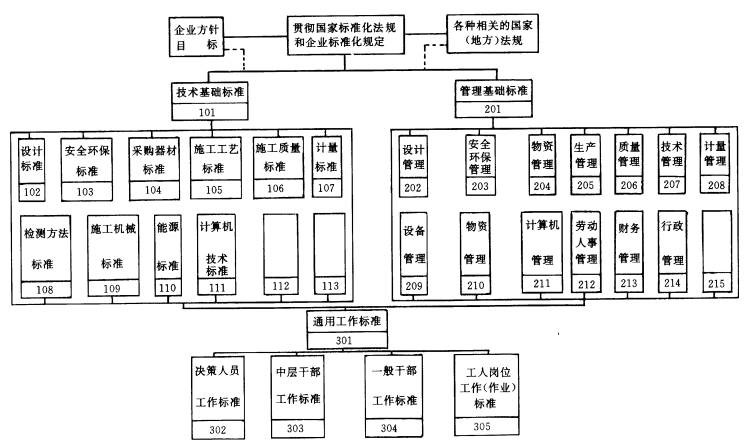 企业方针
目　标
贯彻国家标准化法规
和企业标准化规定
各种相关的国家
（地方）法规
技术基础标准
101
管理基础标准
201
设计
标准
102
安全环保
标准
103
采购器材
标准
104
施工工艺
标准
105
施工质量
标准
106
计量
标准
107
设计
管理
202
安全
环保
管理
203
物资
管理
204
生产
管理
205
质量
管理
206
技术
管理
207
计量
管理
208
检测方法
标准
108
施工机械
标准
109
能源
标准
110
计算机
技术
标准
111
112
113
设备
管理
209
物资
管理
210
计算机
管理
211
劳动
人事
管理
212
财务
管理
213
行政
管理
214
215
通用工作标准
301
决策人员
工作标准
302
中层干部
工作标准
303
一般干部
工作标准
304
工人岗位
工作(作业)
标准
305